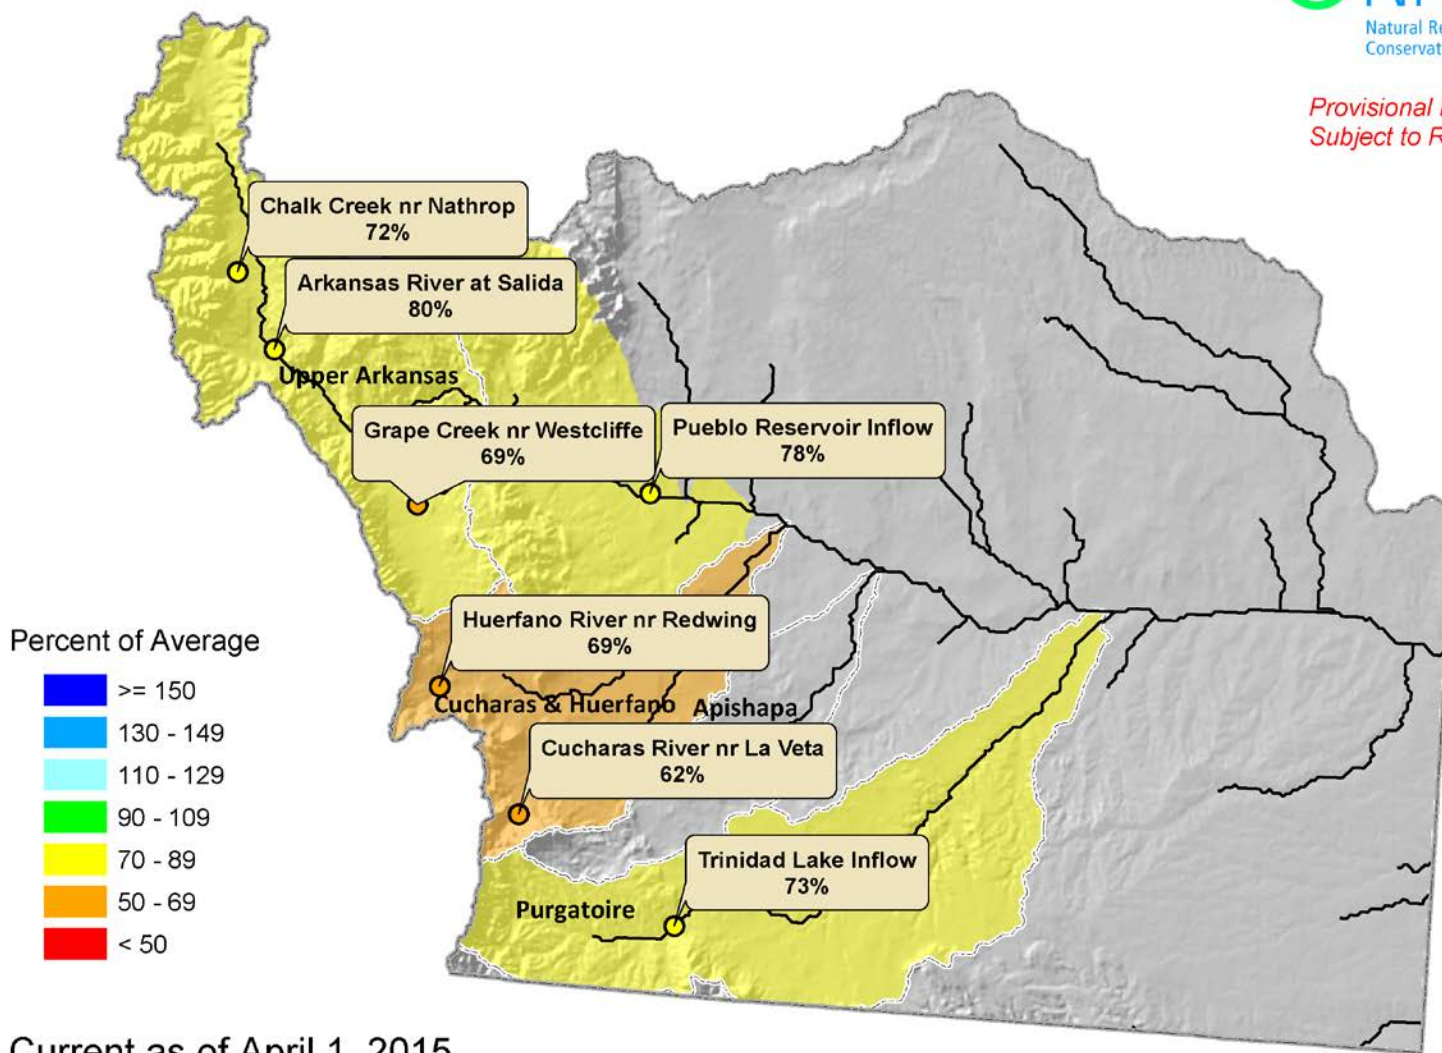 Natural Re
Conservat
Provisional
Subject to R
Chalk Creek nr Nathrop
72%
Arkansas River at Salida
80%
Upper Arkansas
Grape Creek nr Westcliffe
69%
Pueblo Reservoir Inflow
78%
Huerfano River nr Redwing
69%
Cucharas & Huerfano
Apishapa
Cucharas River nr La Veta
62%
Trinidad Lake Inflow
73%
Purgatoire
Percent of Average
>= 150
130 - 149
110 - 129
90 - 109
70 - 89
50 - 69
< 50
Current as of April 1, 2015